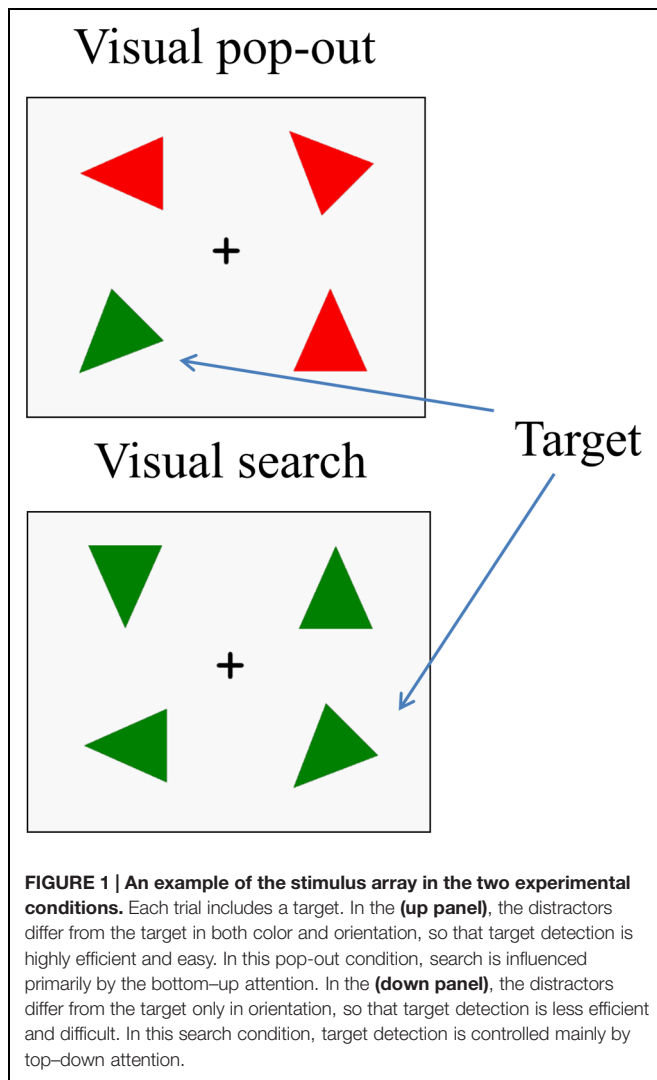 Visual pop-out
Target
Visual search
FIGURE 1 | An example of the stimulus array in the two experimental
conditions. Each trial includes a target. In the (up panel), the distractors
differ from the target in both color and orientation, so that target detection is
highly efficient and easy. In this pop-out condition, search is influenced
primarily by the bottom–up attention. In the (down panel), the distractors
differ from the target only in orientation, so that target detection is less efficient
and difficult. In this search condition, target detection is controlled mainly by
top–down attention.